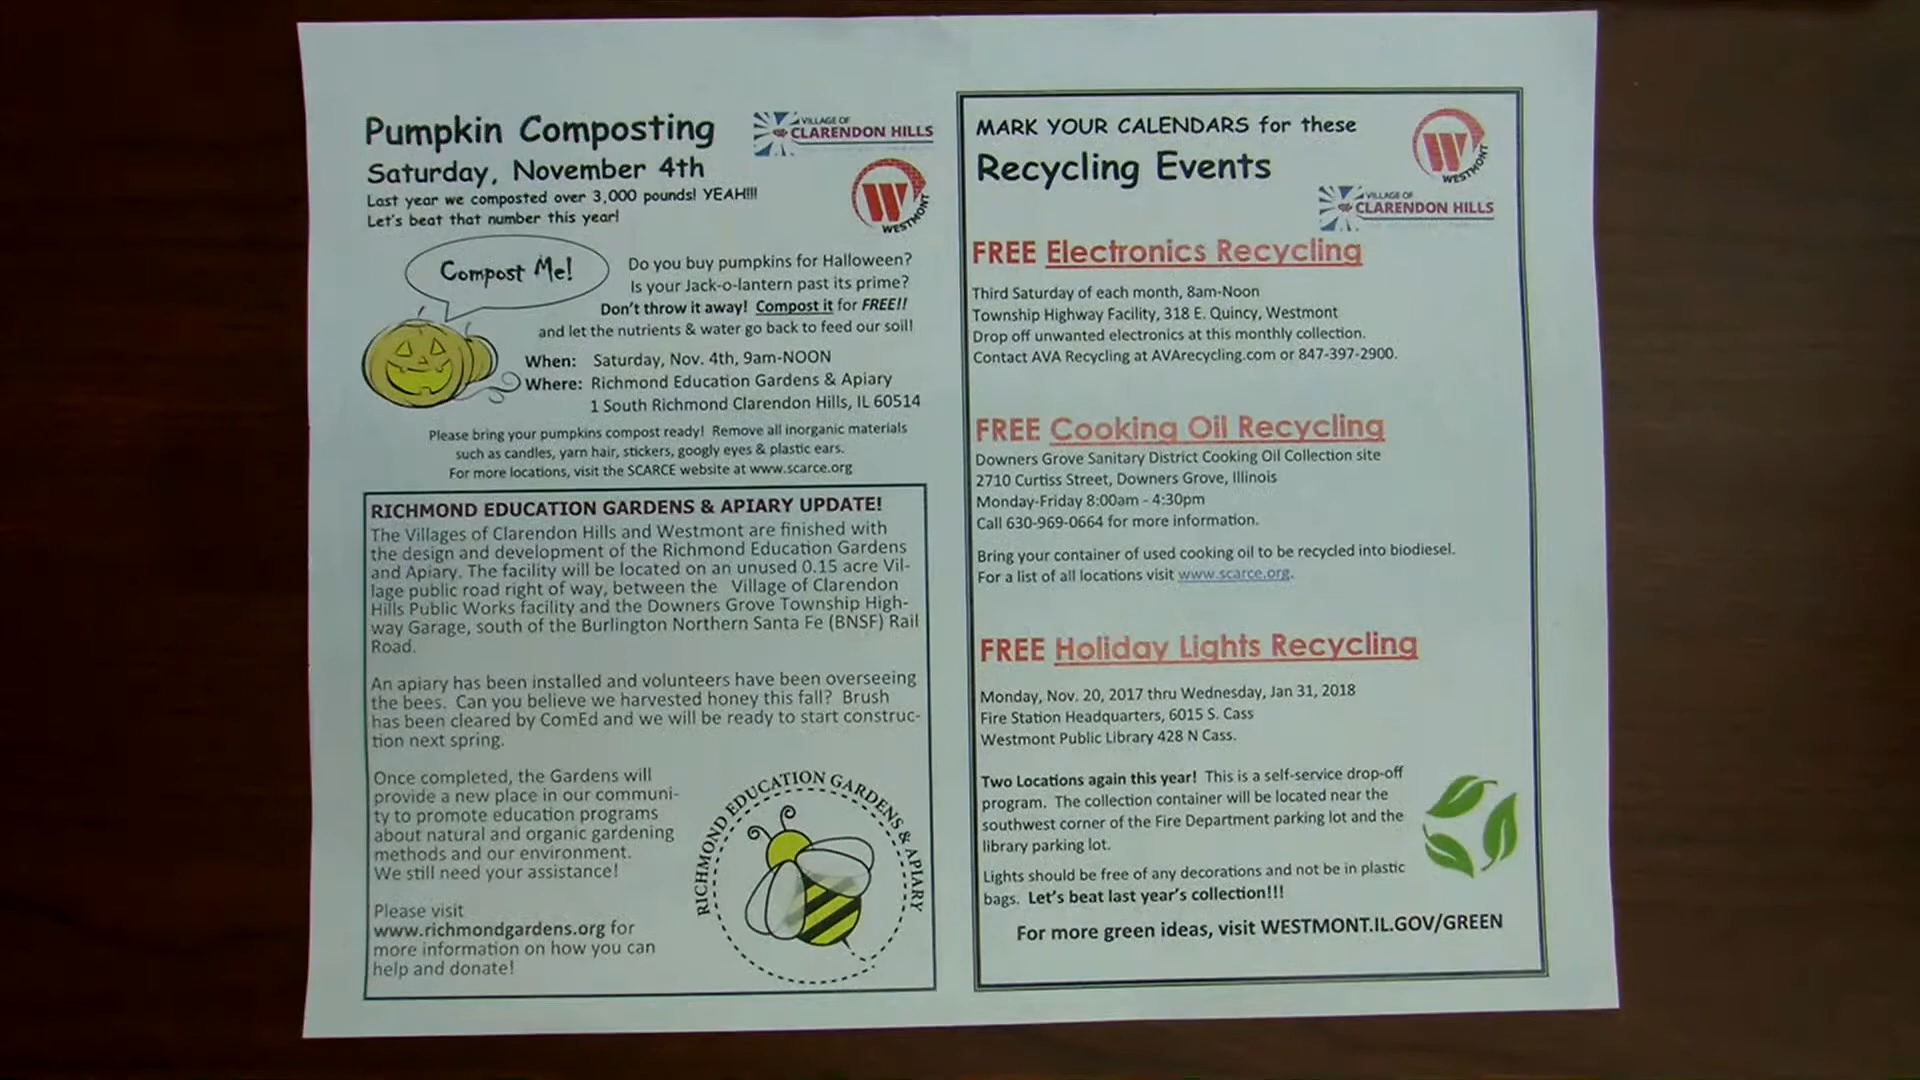 Pumpkin Composting
Saturday, November 4th
Last year we composted over 3,000 pounds! YEAH!!!
Let's beat that number this year!
VILLAGE OF
CLARENDON HILLS
W
WESTMONT
Compost Me!
Do you buy pumpkins for Halloween?
Is your Jack-o-lantern past its prime?
Don't throw it away! Compost it for FREE!!
and let the nutrients & water go back to feed our soil!
When: Saturday, Nov. 4th, 9am-NOON
Where: Richmond Education Gardens & Apiary
1 South Richmond Clarendon Hills, IL 60514
Please bring your pumpkins compost ready! Remove all inorganic materials
such as candles, yarn hair, stickers, googly eyes & plastic ears.
For more locations, visit the SCARCE website at www.scarce.org
RICHMOND EDUCATION GARDENS & APIARY UPDATE!
The Villages of Clarendon Hills and Westmont are finished with
the design and development of the Richmond Education Gardens
and Apiary. The facility will be located on an unused 0.15 acre Vil-
lage public road right of way, between the Village of Clarendon
Hills Public Works facility and the Downers Grove Township High-
way Garage, south of the Burlington Northern Santa Fe (BNSF) Rail
Road.
An apiary has been installed and volunteers have been overseeing
the bees. Can you believe we harvested honey this fall? Brush
has been cleared by ComEd and we will be ready to start construc-
tion next spring.
Once completed, the Gardens will
provide a new place in our communi-
ty to promote education programs
about natural and organic gardening
methods and our environment.
We still need your assistance!
Please visit
www.richmondgardens.org for
more information on how you can
help and donate!
RICHMOND EDUCATION GARDENS & APIARY
MARK YOUR CALENDARS for these
Recycling Events
W
WESTMONT
VILLAGE OF
CLARENDON HILLS
FREE Electronics Recycling
Third Saturday of each month, 8am-Noon
Township Highway Facility, 318 E. Quincy, Westmont
Drop off unwanted electronics at this monthly collection.
Contact AVA Recycling at AVArecycling.com or 847-397-2900.
FREE Cooking Oil Recycling
Downers Grove Sanitary District Cooking Oil Collection site
2710 Curtiss Street, Downers Grove, Illinois
Monday-Friday 8:00am - 4:30pm
Call 630-969-0664 for more information.
Bring your container of used cooking oil to be recycled into biodiesel.
For a list of all locations visit www.scarce.org.
FREE Holiday Lights Recycling
Monday, Nov. 20, 2017 thru Wednesday, Jan 31, 2018
Fire Station Headquarters, 6015 S. Cass
Westmont Public Library 428 N Cass.
Two Locations again this year! This is a self-service drop-off
program. The collection container will be located near the
southwest corner of the Fire Department parking lot and the
library parking lot.
Lights should be free of any decorations and not be in plastic
bags. Let's beat last year's collection!!!
For more green ideas, visit WESTMONT.IL.GOV/GREEN